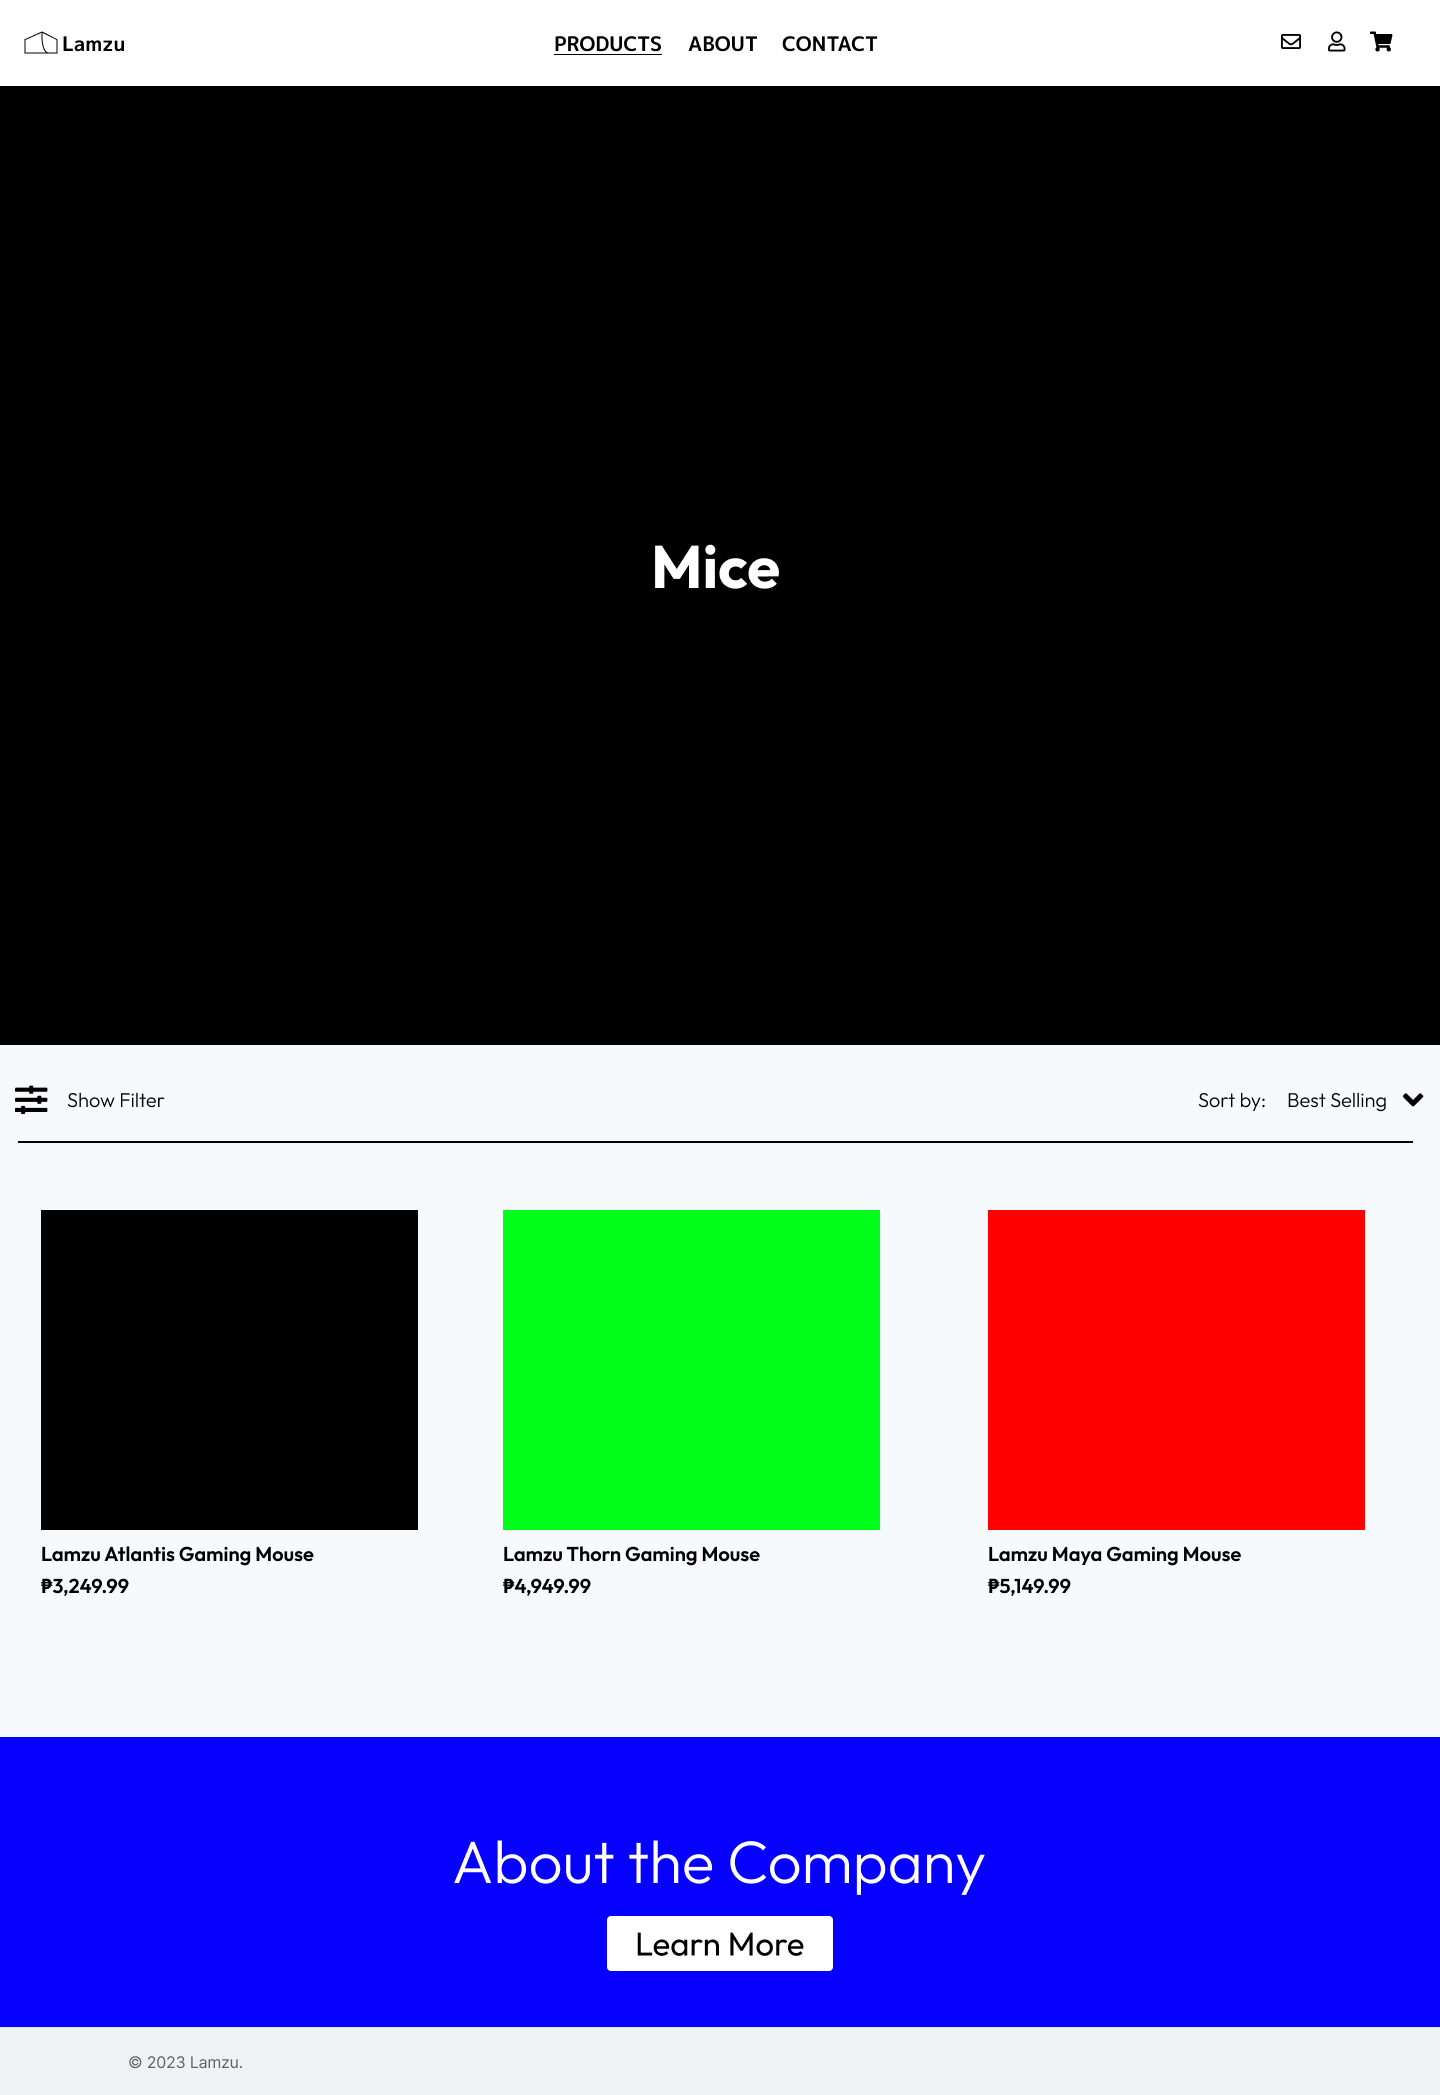 Lamzu
PRODUCTS ABOUT CONTACT
Mice
Show Filter
Sort by: Best Selling
Lamzu Atlantis Gaming Mouse
₱3,249.99
Lamzu Thorn Gaming Mouse
₱4,949.99
Lamzu Maya Gaming Mouse
₱5,149.99
About the Company
Learn More
© 2023 Lamzu.